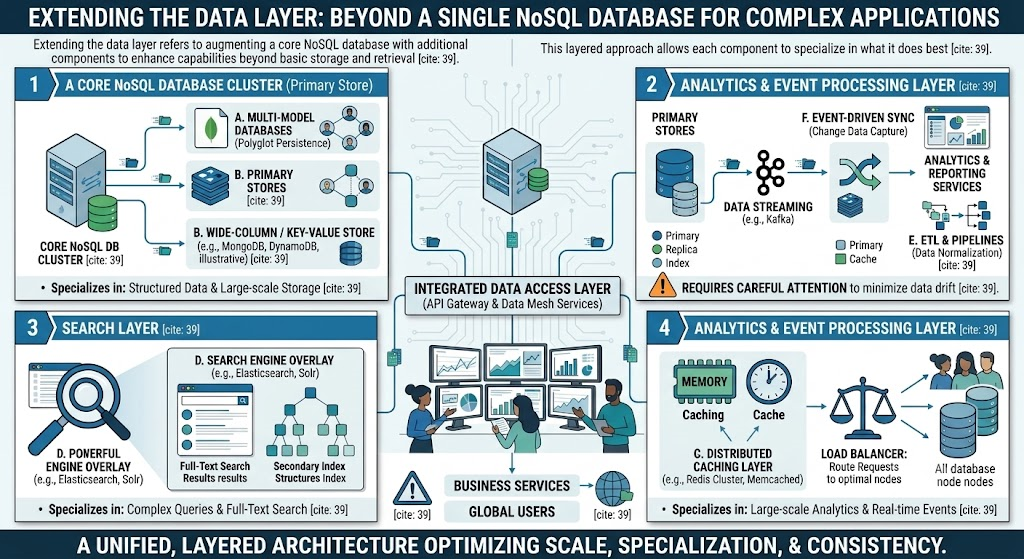 EXTENDING THE DATA LAYER: BEYOND A SINGLE NoSQL DATABASE FOR COMPLEX APPLICATIONS
Extending the data layer refers to augmenting a core NoSQL database with additional
components to enhance capabilities beyond basic storage and retrieval [cite: 39].
This layered approach allows each component to specialize in what it does best [cite: 39].
1 A CORE NoSQL DATABASE CLUSTER (Primary Store)
A. MULTI-MODEL
DATABASES
(Polyglot Persistence)
B. PRIMARY
STORES
[cite: 39]
B. WIDE-COLUMN / KEY-VALUE STORE
(e.g., MongoDB, DynamoDB,
illustrative) [cite: 39]
CORE NoSQL DB
CLUSTER [cite: 39]
• Specializes in: Structured Data & Large-scale Storage [cite: 39]
2 ANALYTICS & EVENT PROCESSING LAYER [cite: 39]
PRIMARY
STORES
F. EVENT-DRIVEN SYNC
(Change Data Capture)
DATA STREAMING
(e.g., Kafka)
ANALYTICS &
REPORTING
SERVICES
Primary
Replica
Index
Primary
Cache
E. ETL & PIPELINES
(Data Normalization)
[cite: 39]
REQUIRES CAREFUL ATTENTION to minimize data drift [cite: 39].
INTEGRATED DATA ACCESS LAYER
(API Gateway & Data Mesh Services)
3 SEARCH LAYER [cite: 39]
D. SEARCH ENGINE OVERLAY
(e.g., Elasticsearch, Solr)
D. POWERFUL
ENGINE OVERLAY
(e.g., Elasticsearch, Solr)
Full-Text Search
Results results
Secondary Index
Structures Index
• Specializes in: Complex Queries & Full-Text Search [cite: 39]
BUSINESS SERVICES
GLOBAL USERS
[cite: 39]
[cite: 39]
4 ANALYTICS & EVENT PROCESSING LAYER [cite: 39]
MEMORY
Caching
Cache
G. DISTRIBUTED
CACHING LAYER
(e.g., Redis Cluster, Memcached)
LOAD BALANCER:
Route Requests
to optimal nodes
All database
node nodes
• Specializes in: Large-scale Analytics & Real-time Events [cite: 39]
A UNIFIED, LAYERED ARCHITECTURE OPTIMIZING SCALE, SPECIALIZATION, & CONSISTENCY.